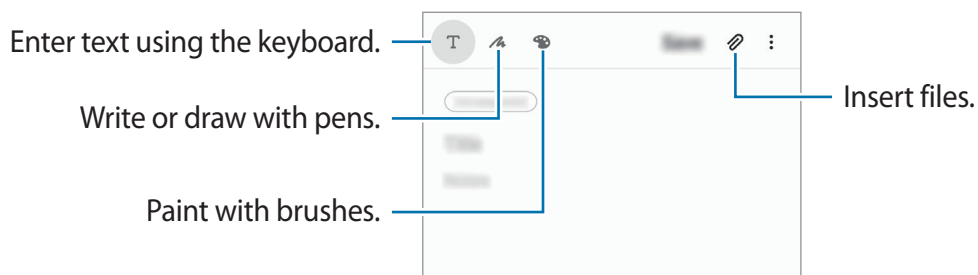 Enter text using the keyboard.
T
Insert files.
Write or draw with pens.
Paint with brushes.